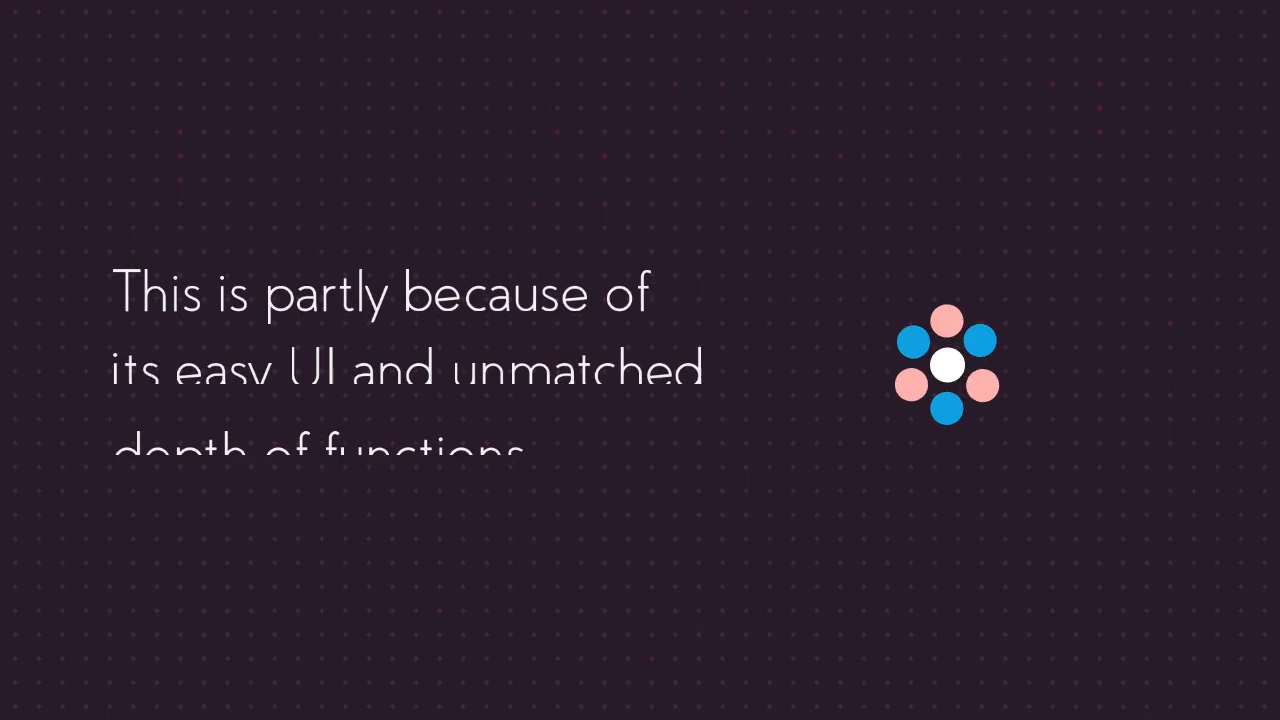 This is partly because of
its easy UI and unmatched
depth of functions